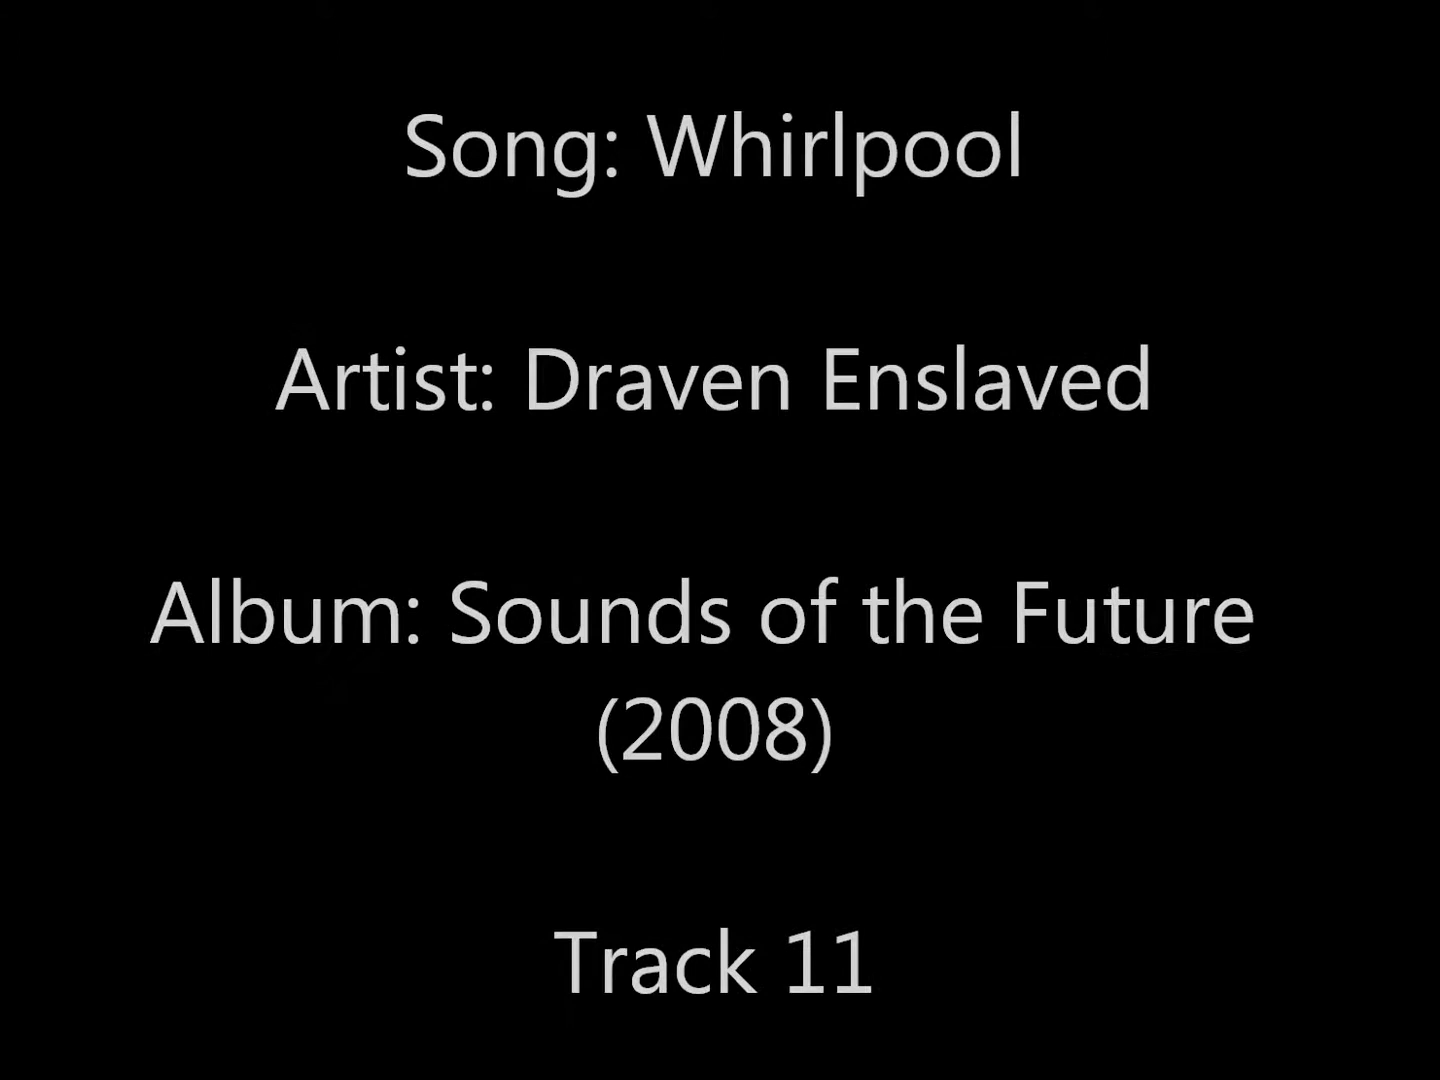 Song: Whirlpool
Artist: Draven Enslaved
Album: Sounds of the Future
(2008)
Track 11